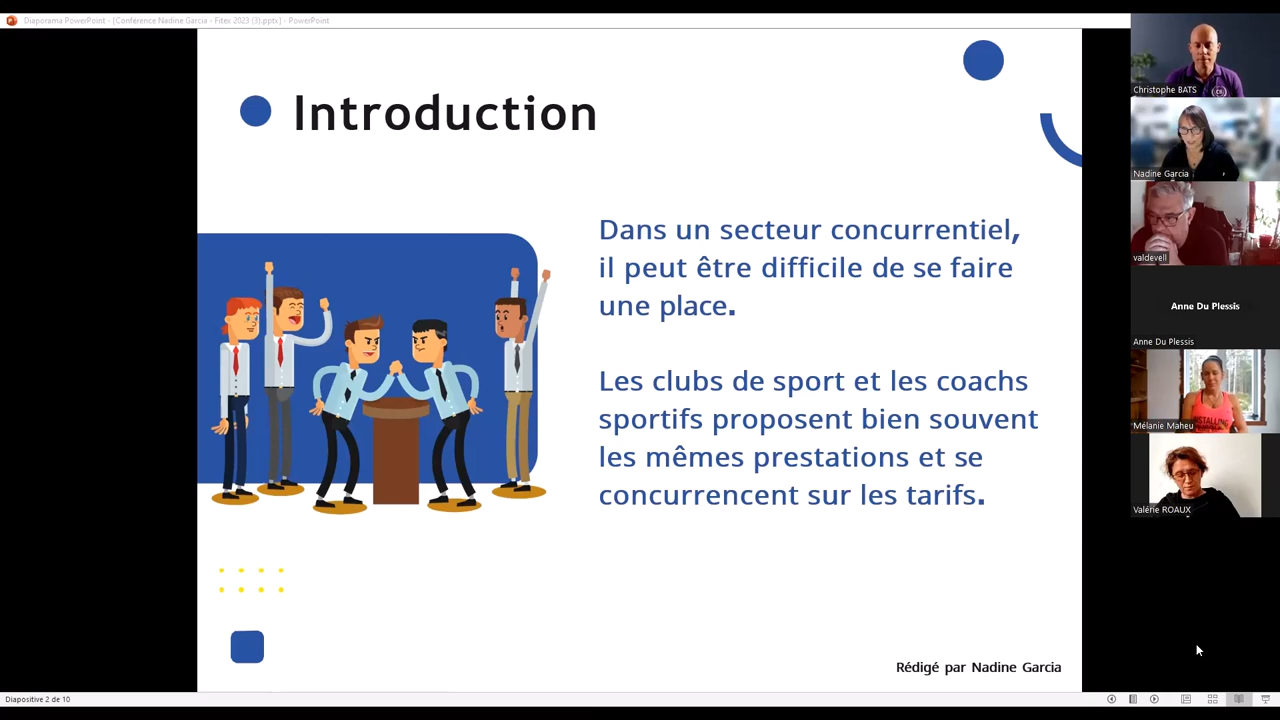 Diaporama PowerPoint - [Conférence Nadine Garcia - Fitex 2023 (3).pptx] - PowerPoint
Introduction
Dans un secteur concurrentiel,
il peut être difficile de se faire
une place.
Les clubs de sport et les coachs
sportifs proposent bien souvent
les mêmes prestations et se
concurrencent sur les tarifs.
Rédigé par Nadine Garcia
Diapositive 2 de 10
Christophe BATS
Nadine Garcia
valdevell
Anne Du Plessis
Anne Du Plessis
Mélanie Maheu
Valérie ROAUX